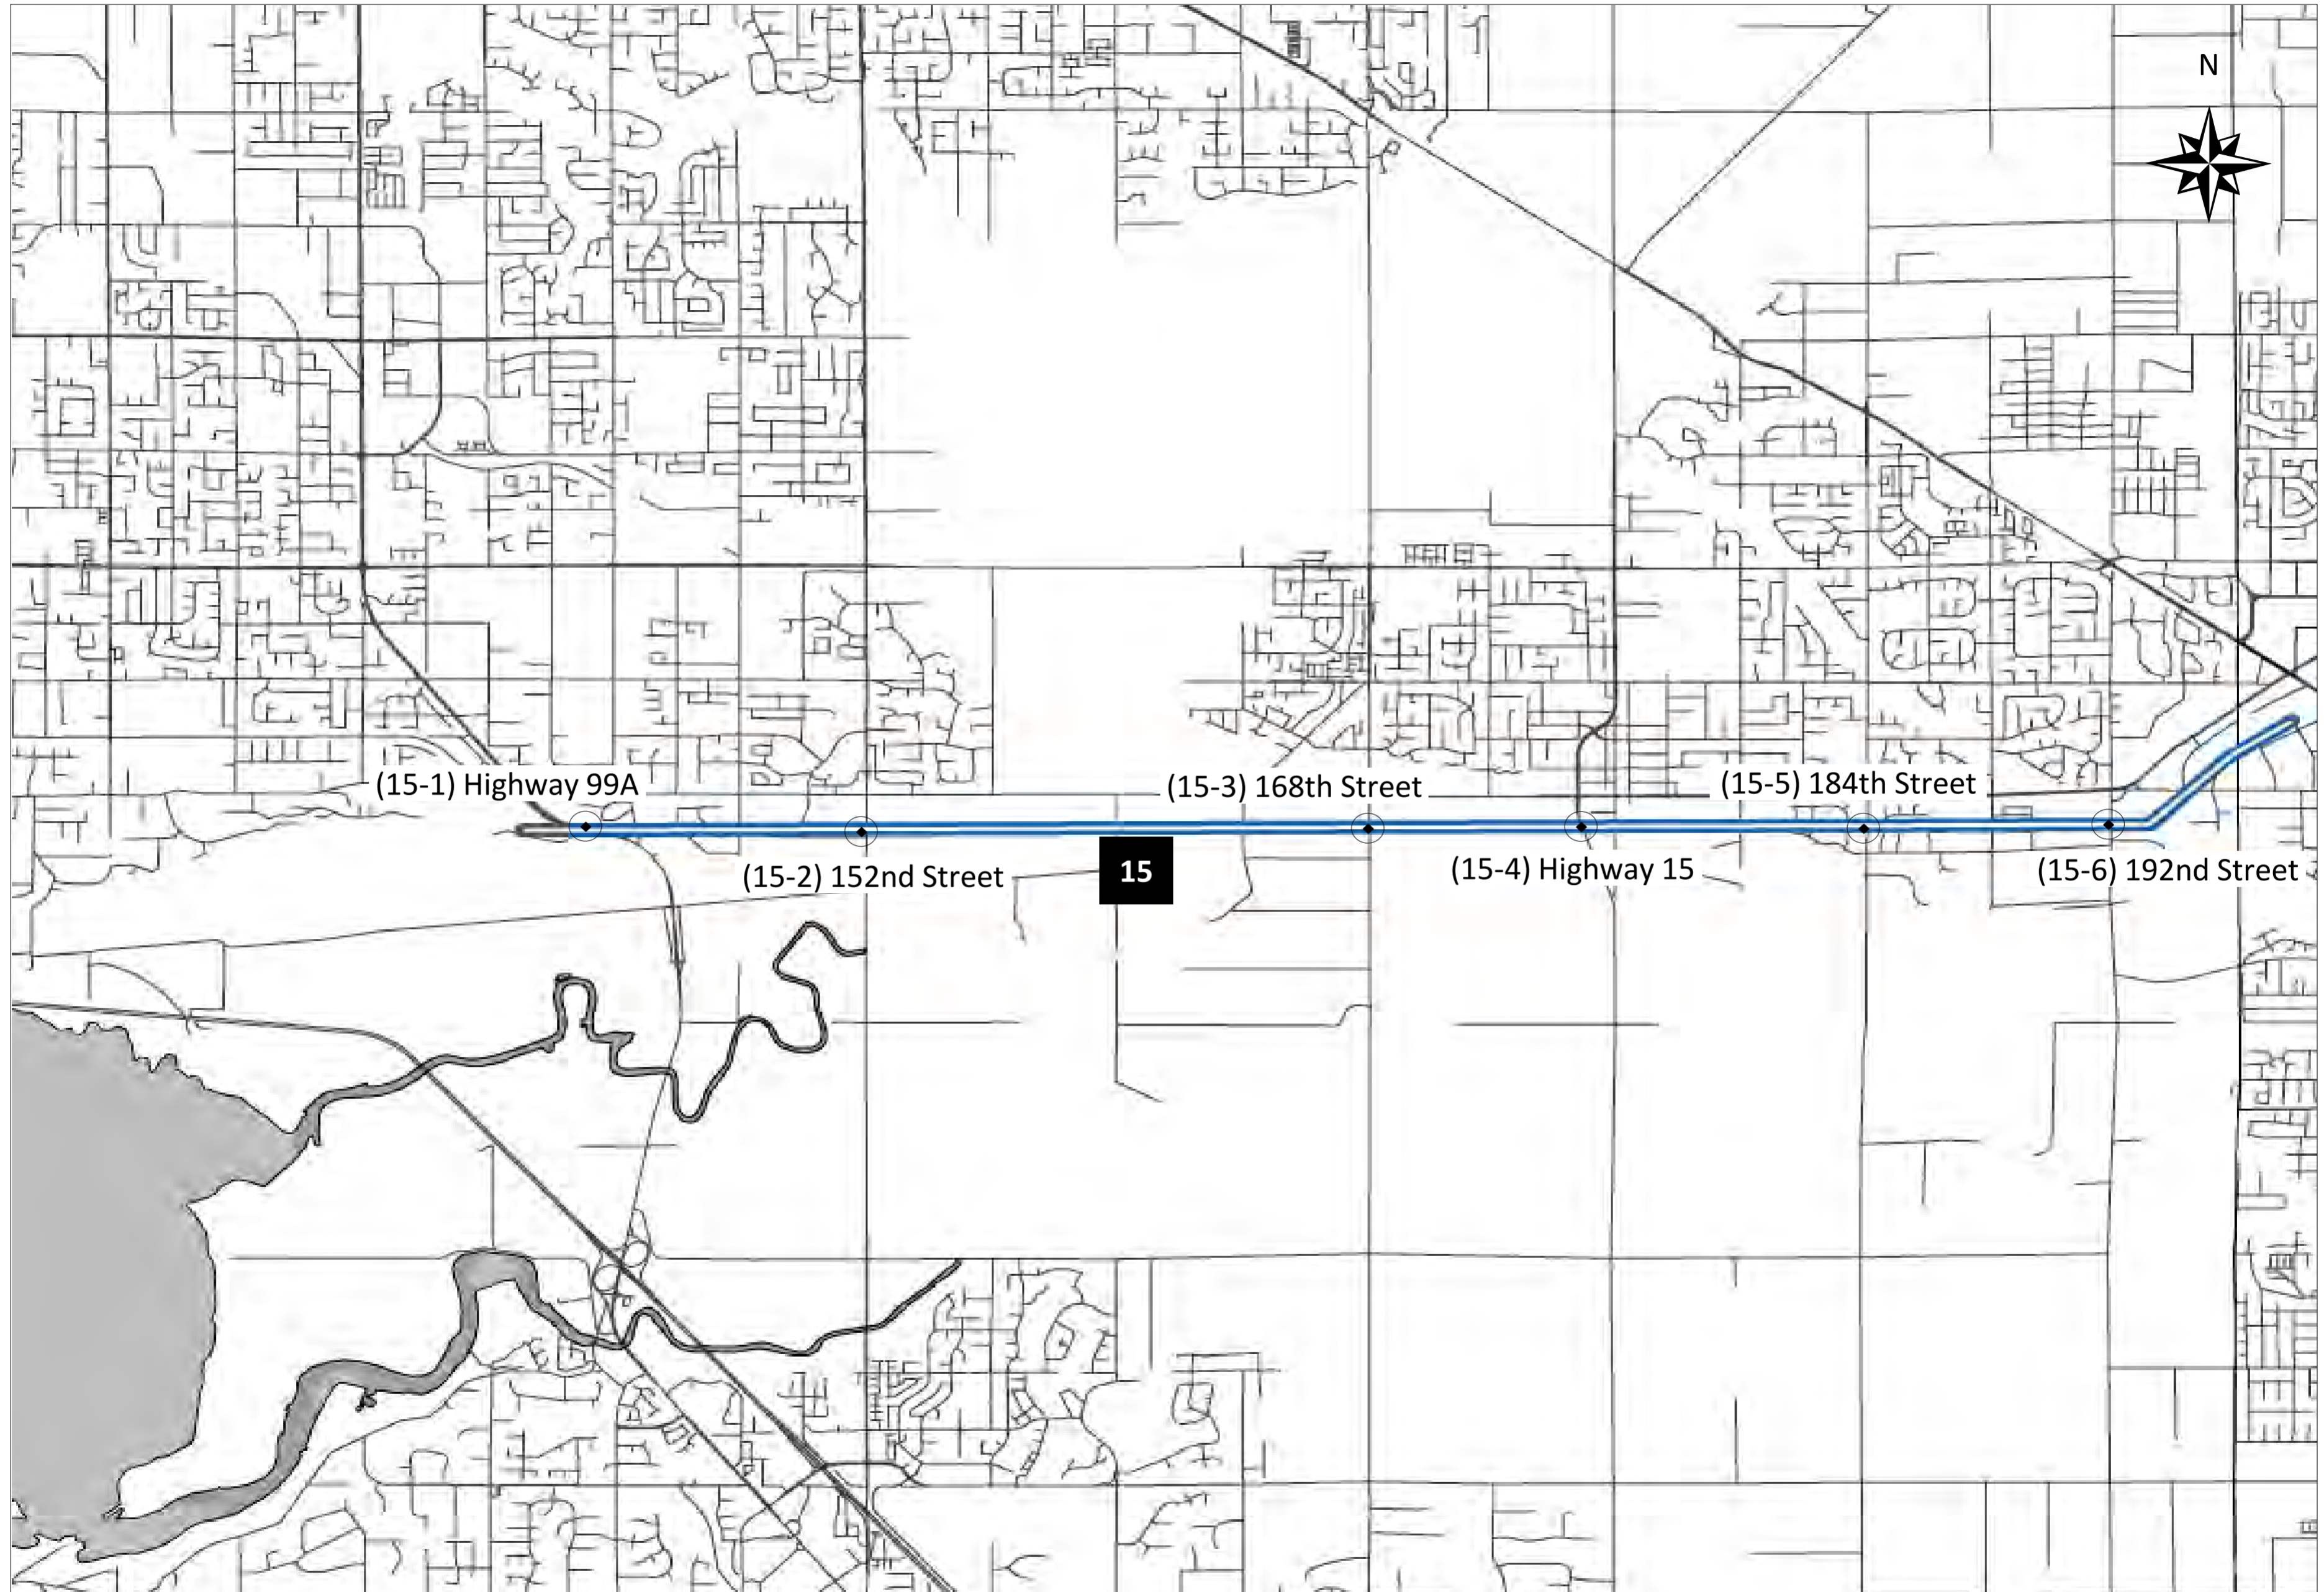 N
(15-1) Highway 99A
(15-3) 168th Street
(15-5) 184th Street
(15-2) 152nd Street
15
(15-4) Highway 15
(15-6) 192nd Street